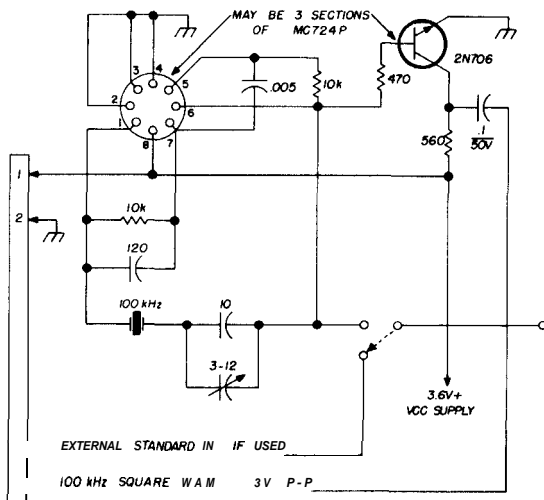 MAY BE 3 SECTIONS
OF MC724P
2N706
3
4
5
2
6
1
8
7
.005
10k
470
560
.1
50V
1
2
10k
120
100 kHz
10
3-12
3.6V+
VCC SUPPLY
EXTERNAL STANDARD IN IF USED
100 kHz SQUARE WAM 3V P-P